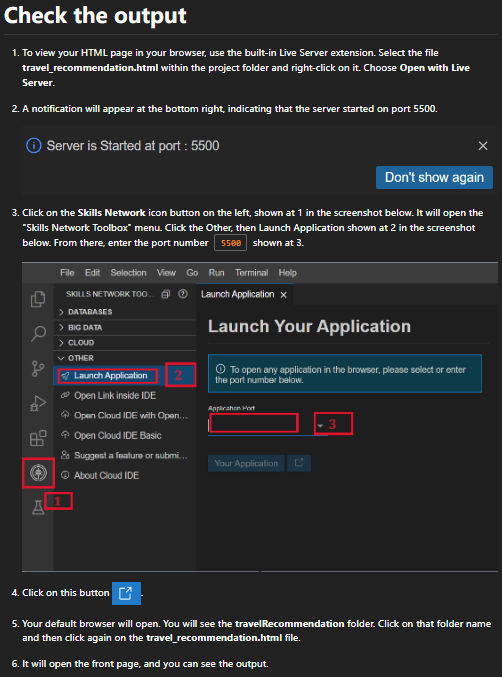 Check the output
1. To view your HTML page in your browser, use the built-in Live Server extension. Select the file
travel_recommendation.html within the project folder and right-click on it. Choose Open with Live
Server.
2. A notification will appear at the bottom right, indicating that the server started on port 5500.
Server is Started at port : 5500
Don't show again
3. Click on the Skills Network icon button on the left, shown at 1 in the screenshot below. It will open the
"Skills Network Toolbox" menu. Click the Other, then Launch Application shown at 2 in the screenshot
below. From there, enter the port number 5500 shown at 3.
File Edit Selection View Go Run Terminal Help
SKILLS NETWORK TOO...
Launch Application
DATABASES
BIG DATA
CLOUD
OTHER
Launch Application 2
Open Link inside IDE
Open Cloud IDE with Open...
Open Cloud IDE Basic
Suggest a feature or submi...
About Cloud IDE
1
Launch Your Application
To open any application in the browser, please select or enter
the port number below.
Application Port
3
Your Application
4. Click on this button .
5. Your default browser will open. You will see the travelRecommendation folder. Click on that folder name
and then click again on the travel_recommendation.html file.
6. It will open the front page, and you can see the output.